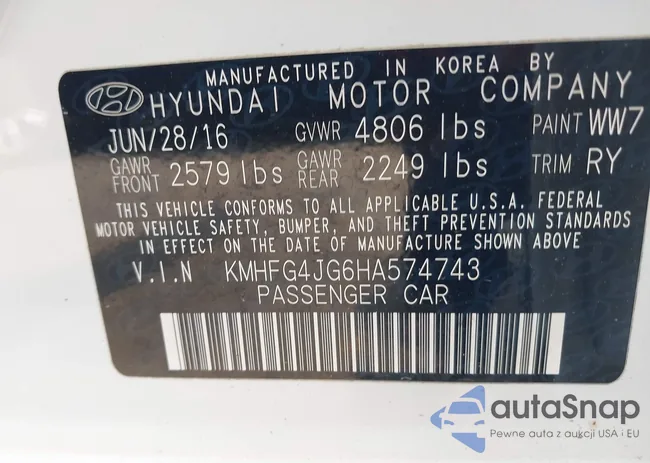 MANUFACTURED IN KOREA BY
HYUNDAI MOTOR COMPANY
JUN/28/16 GVWR 4806 lbs PAINT WW7
GAWR FRONT 2579 lbs GAWR REAR 2249 lbs TRIM RY
THIS VEHICLE CONFORMS TO ALL APPLICABLE U.S.A. FEDERAL
MOTOR VEHICLE SAFETY, BUMPER, AND THEFT PREVENTION STANDARDS
IN EFFECT ON THE DATE OF MANUFACTURE SHOWN ABOVE.
V.I.N KMHFG4JG6HA574743
PASSENGER CAR
autaSnap
Pewne auta z aukcji USA i EU